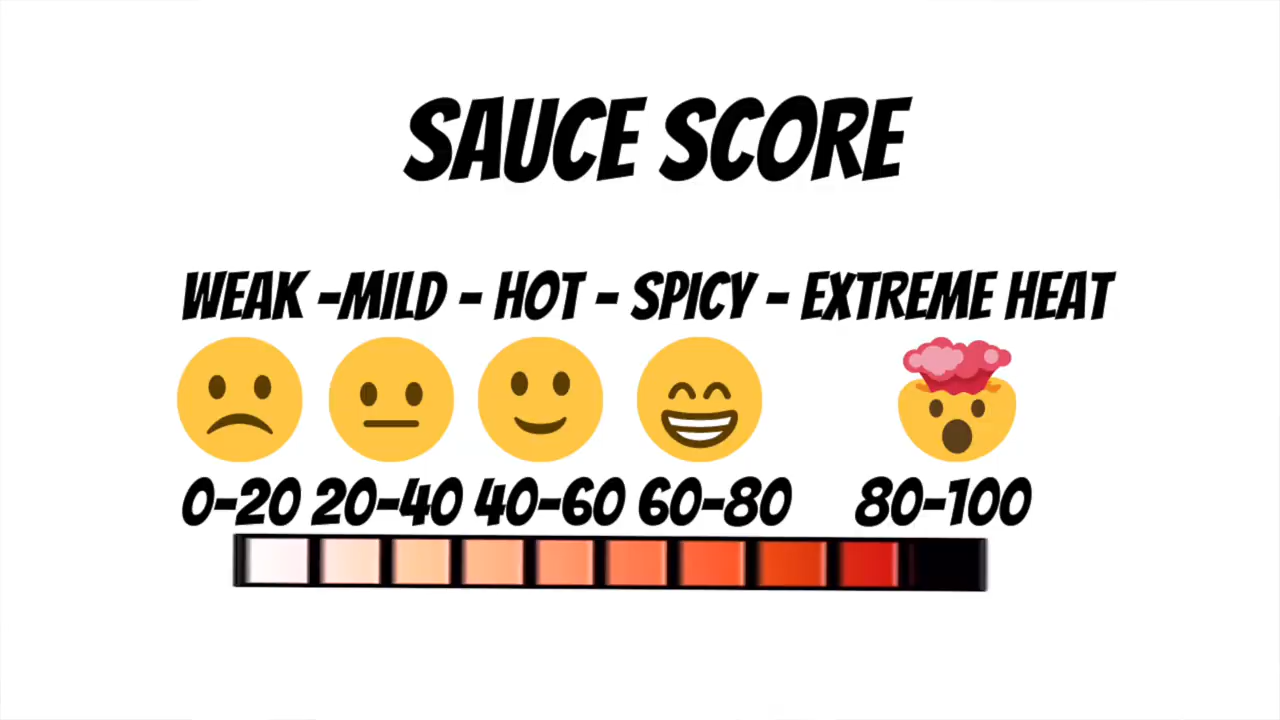 SAUCE SCORE
WEAK -MILD - HOT - SPICY - EXTREME HEAT
0-20 20-40 40-60 60-80 80-100